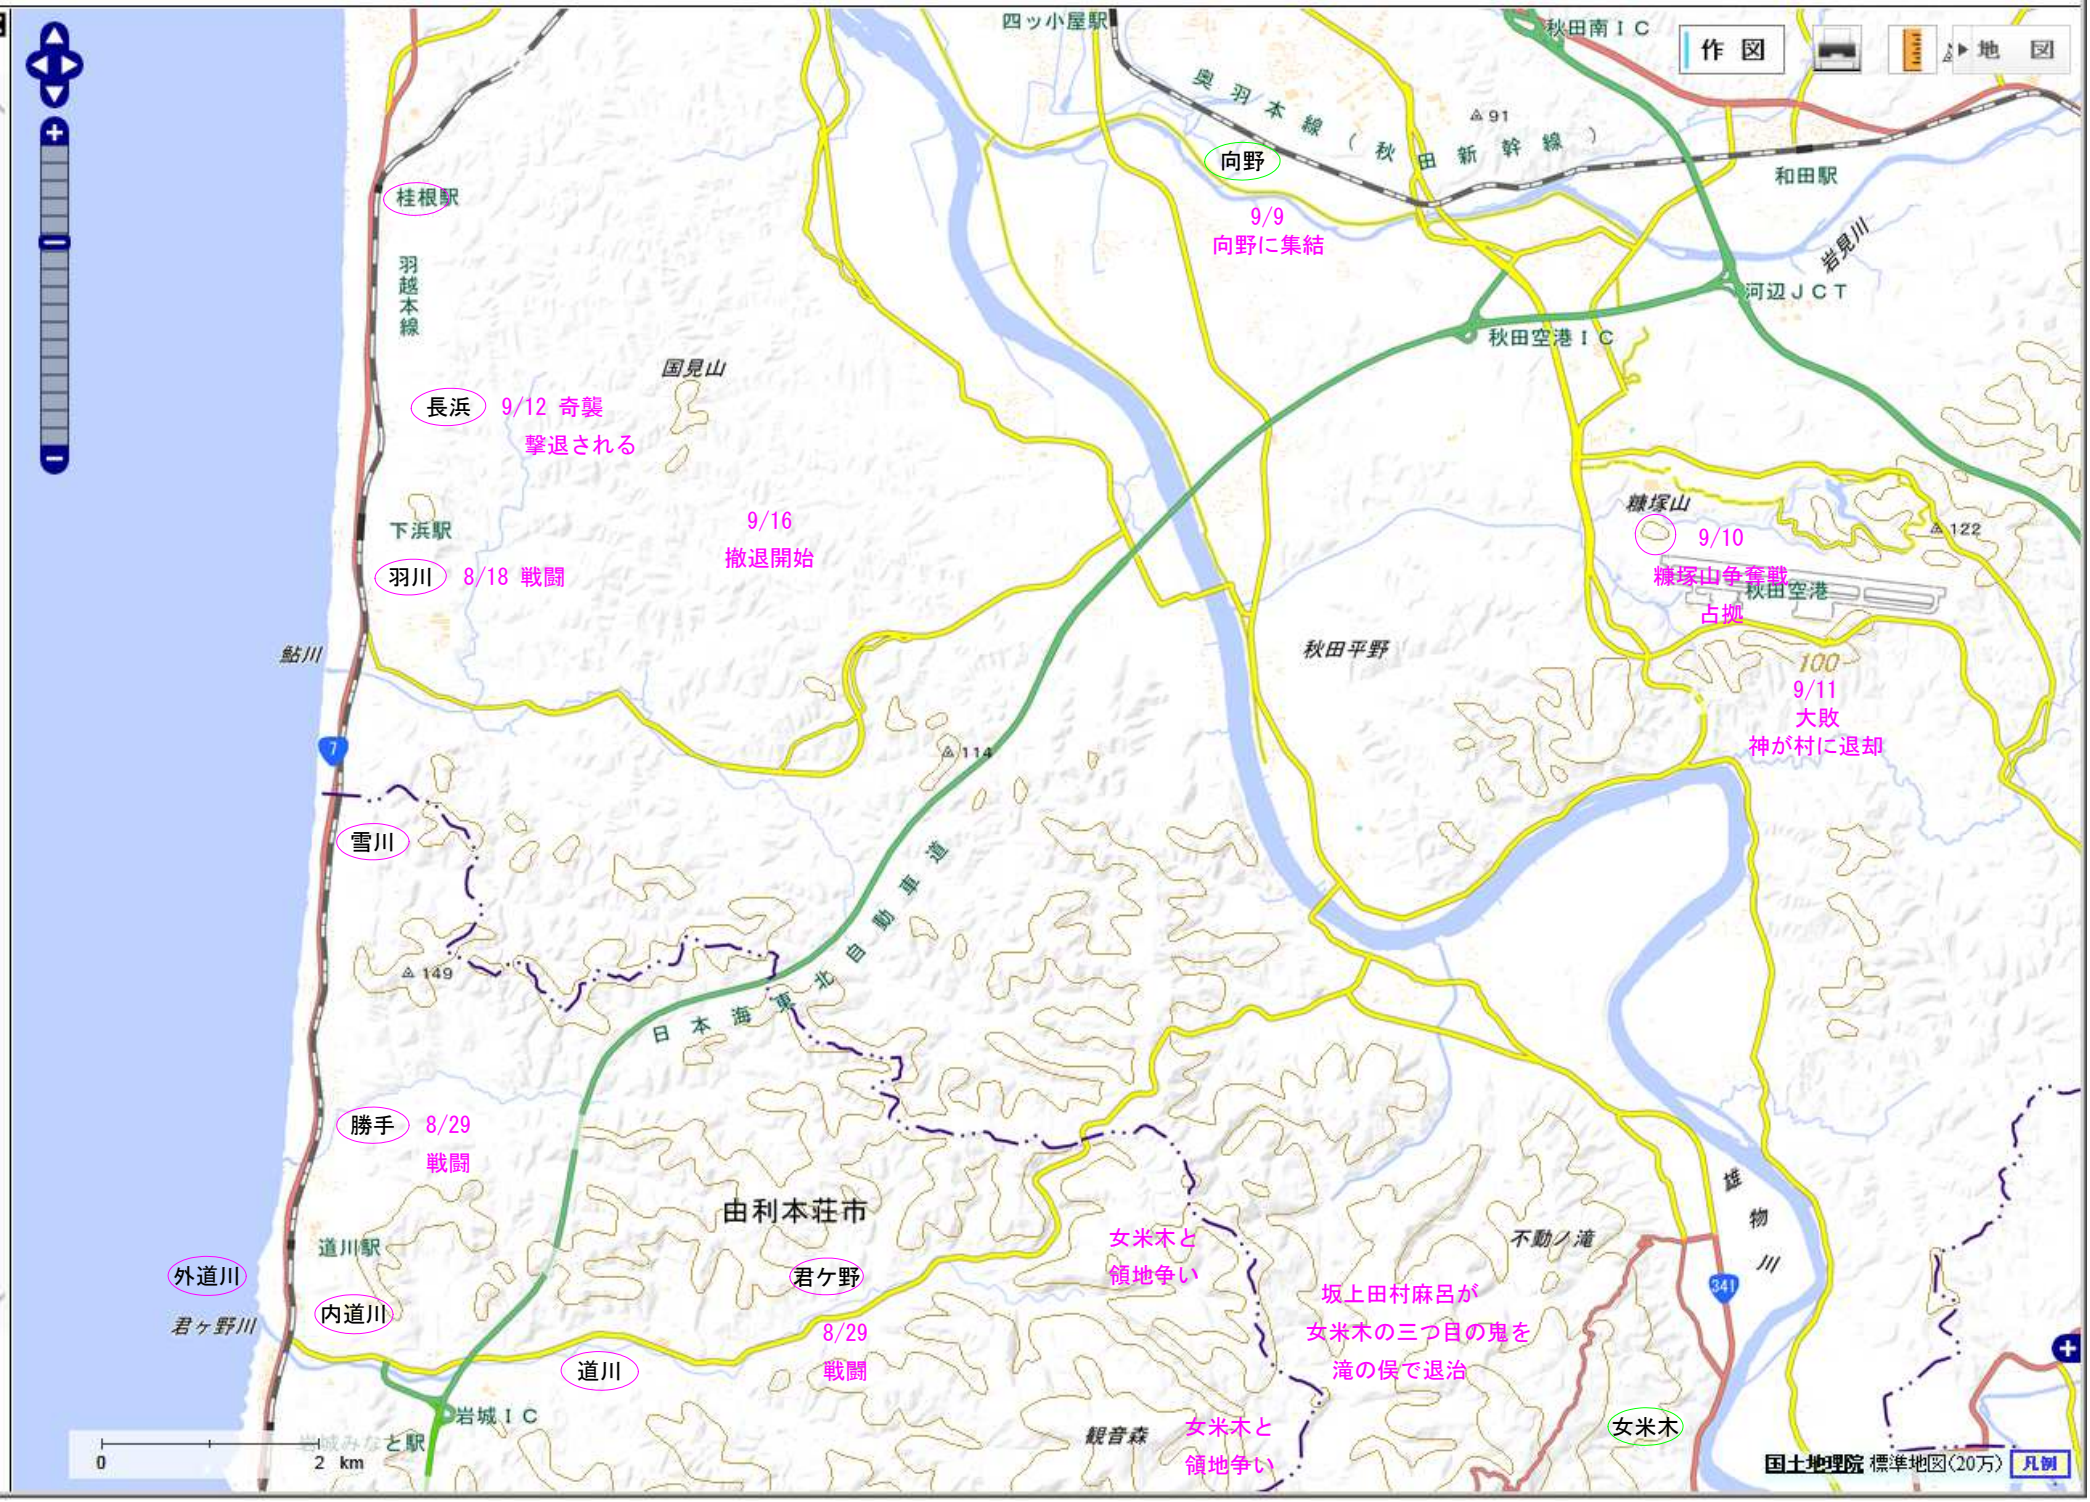 四ッ小屋駅
秋田南IC
作 図
地 図
奥羽本線(秋田新幹線)
91
向野
和田駅
桂根駅
9/9
向野に集結
岩見川
羽越本線
河辺JCT
秋田空港IC
国見山
長浜
9/12 奇襲
撃退される
糠塚山
下浜駅
9/16
撤退開始
9/10
122
羽川
8/18 戦闘
糠塚山争奪戦
秋田空港
占拠
鮎川
秋田平野
100
9/11
大敗
神が村に退却
7
114
雪川
149
日本海東北自動車道
勝手
8/29
戦闘
由利本荘市
雄物川
道川駅
女米木と
領地争い
不動ノ滝
外道川
君ケ野
内道川
341
坂上田村麻呂が
女米木の三つ目の鬼を
滝の俣で退治
君ヶ野川
8/29
戦闘
道川
岩城IC
観音森
女米木と
領地争い
女米木
岩城みなと駅
0
2 km
国土地理院 標準地図(20万)
凡例